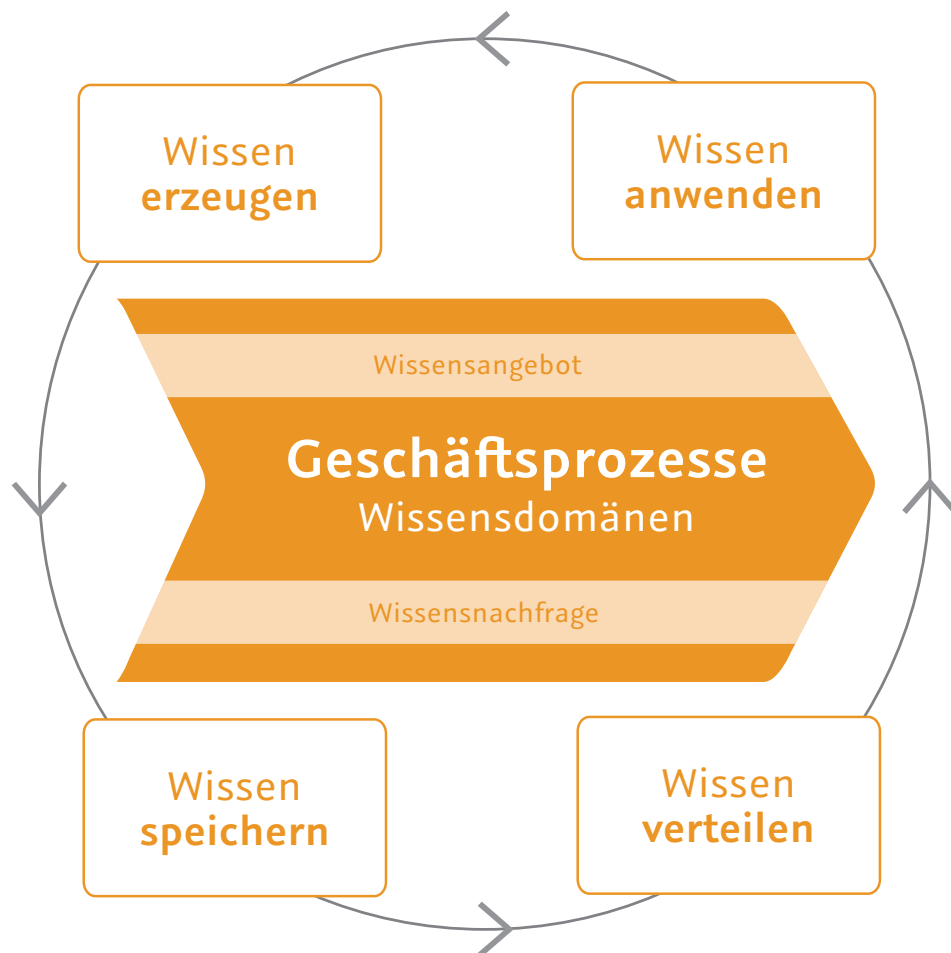 Wissen
erzeugen
Wissen
anwenden
Wissensangebot
Geschäftsprozesse
Wissensdomänen
Wissensnachfrage
Wissen
speichern
Wissen
verteilen